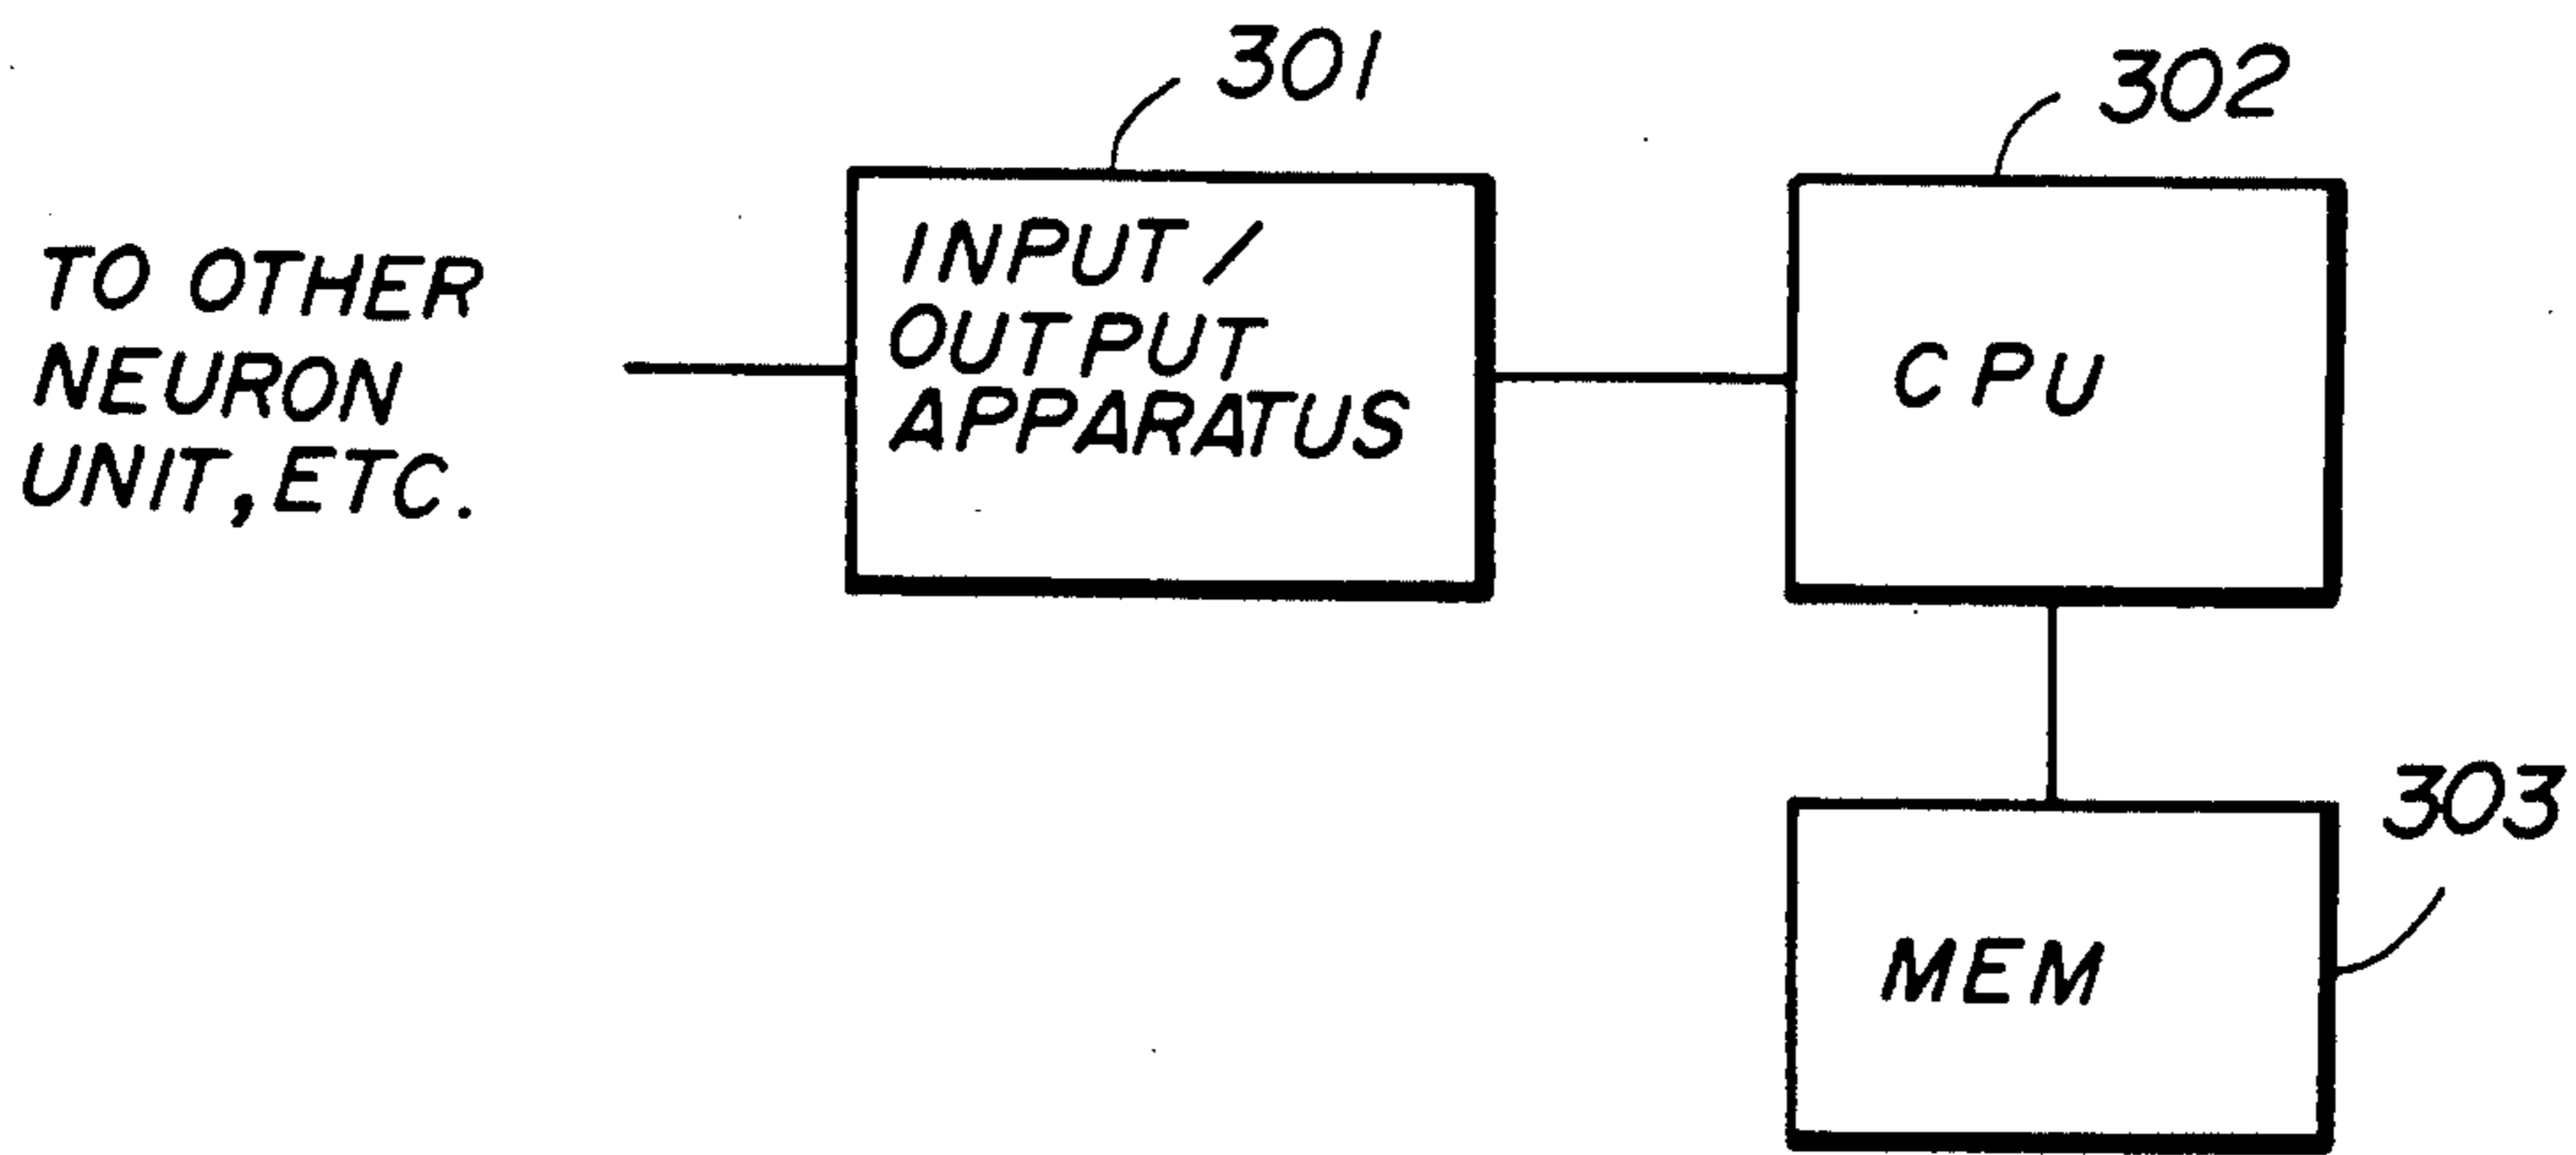 301
302
TO OTHER
NEURON
UNIT, ETC.
INPUT /
OUTPUT
APPARATUS
CPU
303
MEM